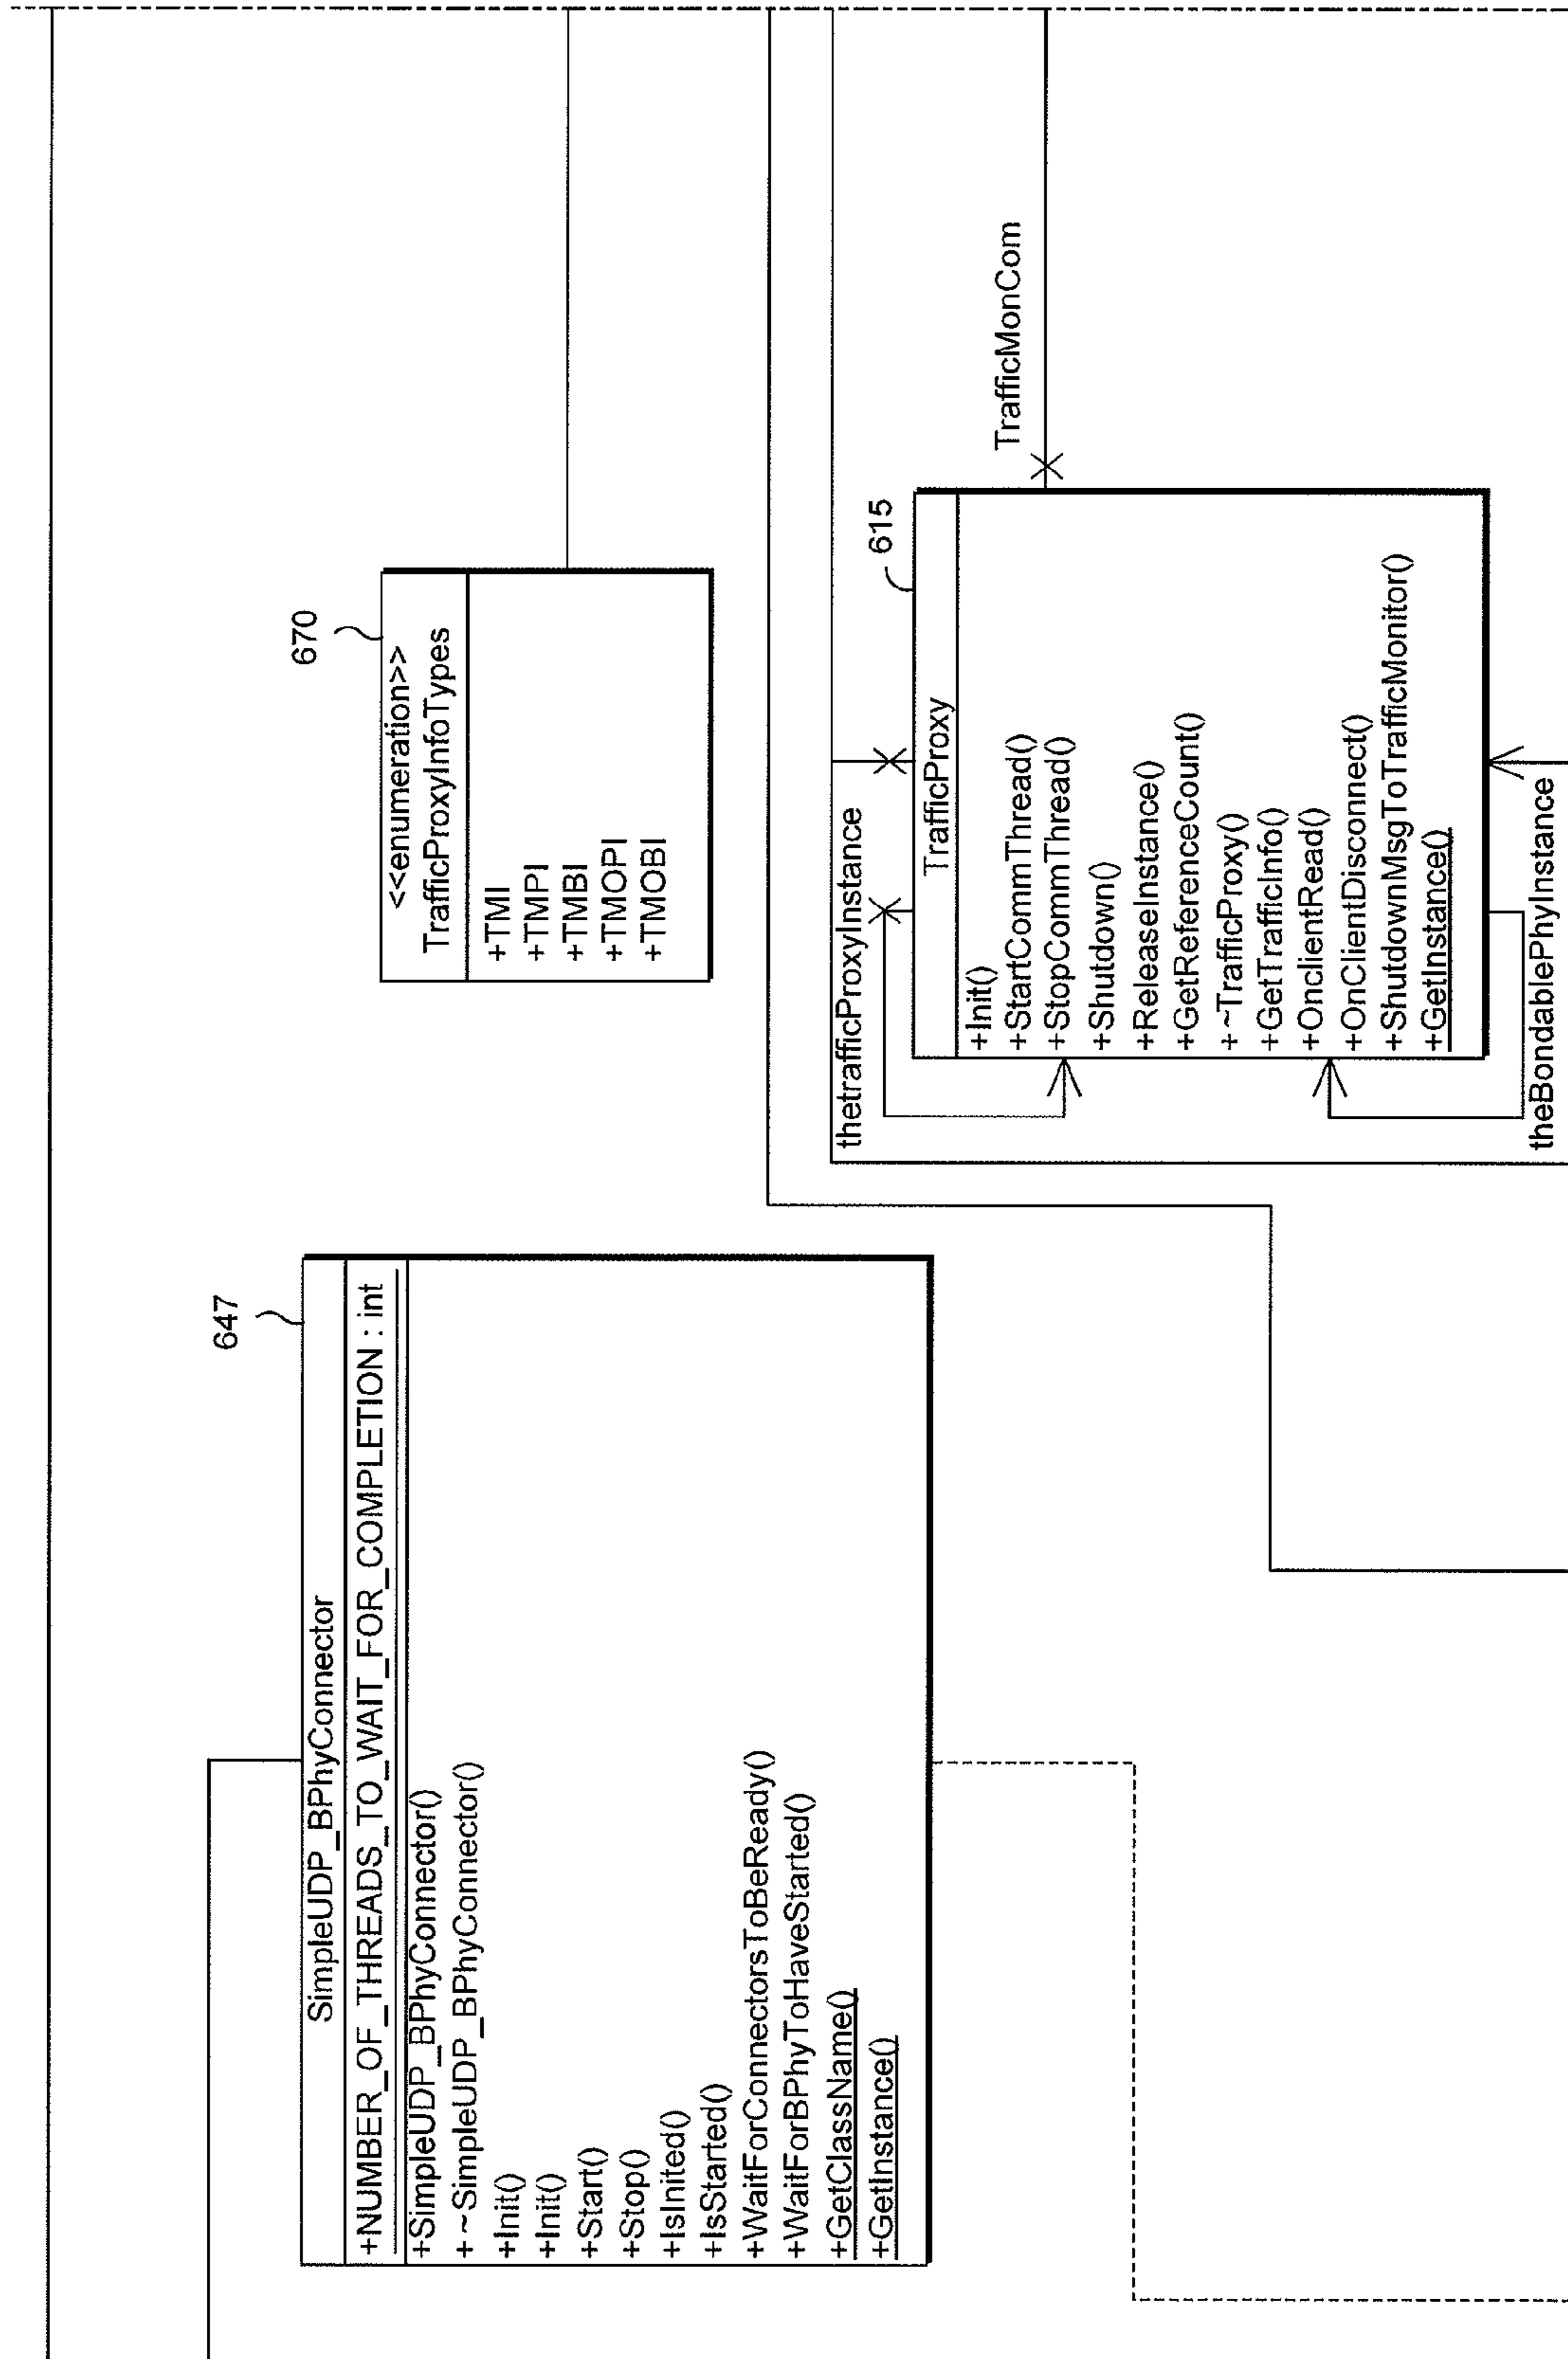 647
SimpleUDP_BPhyConnector
+NUMBER_OF_THREADS_TO_WAIT_FOR_COMPLETION : int
+SimpleUDP_BPhyConnector()
+ ~SimpleUDP_BPhyConnector()
+Init()
+Init()
+Start()
+Stop()
+IsInited()
+IsStarted()
+WaitForConnectorsToBeReady()
+WaitForBPhyToHaveStarted()
+GetClassName()
+GetInstance()
670
<<enumeration>>
TrafficProxyInfoTypes
+TMI
+TMPI
+TMBI
+TMOPI
+TMOBI
thetrafficProxyInstance
615
TrafficProxy
+Init()
+StartCommThread()
+StopCommThread()
+Shutdown()
+ReleaseInstance()
+GetReferenceCount()
+ ~TrafficProxy()
+GetTrafficInfo()
+OnclientRead()
+OnClientDisconnect()
+ShutdownMsgToTrafficMonitor()
+GetInstance()
theBondablePhyInstance
TrafficMonCom